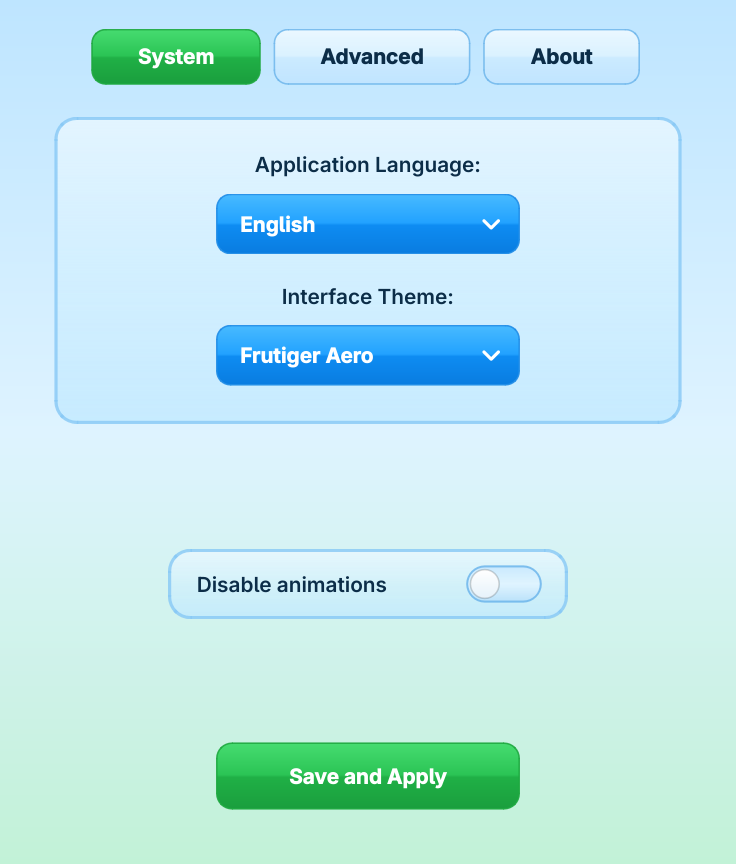 System Advanced About
Application Language:
English
Interface Theme:
Frutiger Aero
Disable animations
Save and Apply